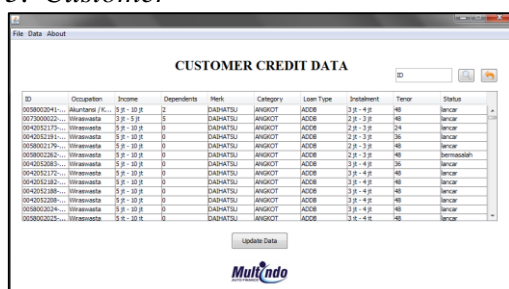 3. Customer
File Data About
CUSTOMER CREDIT DATA
ID
ID Occupation Income Dependents Merk Category Loan Type Instalment Tenor Status
0058002041-... Akuntansi / K... 5 jt - 10 jt 2 DAIHATSU ANGKOT ADDB 3 jt - 4 jt 48 lancar
0073000022-... Wiraswasta 3 jt - 5 jt 5 DAIHATSU ANGKOT ADDB 2 jt - 3 jt 48 lancar
0042052173-... Wiraswasta 5 jt - 10 jt 0 DAIHATSU ANGKOT ADDB 2 jt - 3 jt 24 lancar
0042052191-... Wiraswasta 5 jt - 10 jt 0 DAIHATSU ANGKOT ADDB 2 jt - 3 jt 36 lancar
0058002179-... Wiraswasta 5 jt - 10 jt 0 DAIHATSU ANGKOT ADDB 2 jt - 3 jt 48 lancar
0058002262-... Wiraswasta 5 jt - 10 jt 0 DAIHATSU ANGKOT ADDB 2 jt - 3 jt 48 bermasalah
0042052083-... Wiraswasta 5 jt - 10 jt 0 DAIHATSU ANGKOT ADDB 3 jt - 4 jt 36 lancar
0042052172-... Wiraswasta 5 jt - 10 jt 0 DAIHATSU ANGKOT ADDB 3 jt - 4 jt 48 lancar
0042052182-... Wiraswasta 5 jt - 10 jt 0 DAIHATSU ANGKOT ADDB 3 jt - 4 jt 48 lancar
0042052188-... Wiraswasta 5 jt - 10 jt 0 DAIHATSU ANGKOT ADDB 3 jt - 4 jt 48 lancar
0042052208-... Wiraswasta 5 jt - 10 jt 0 DAIHATSU ANGKOT ADDB 3 jt - 4 jt 48 lancar
0058002024-... Wiraswasta 5 jt - 10 jt 0 DAIHATSU ANGKOT ADDB 3 jt - 4 jt 48 lancar
0058002025-... Wiraswasta 5 jt - 10 jt 0 DAIHATSU ANGKOT ADDB 3 jt - 4 jt 48 lancar
Update Data
Multindo
AUTO FINANCE